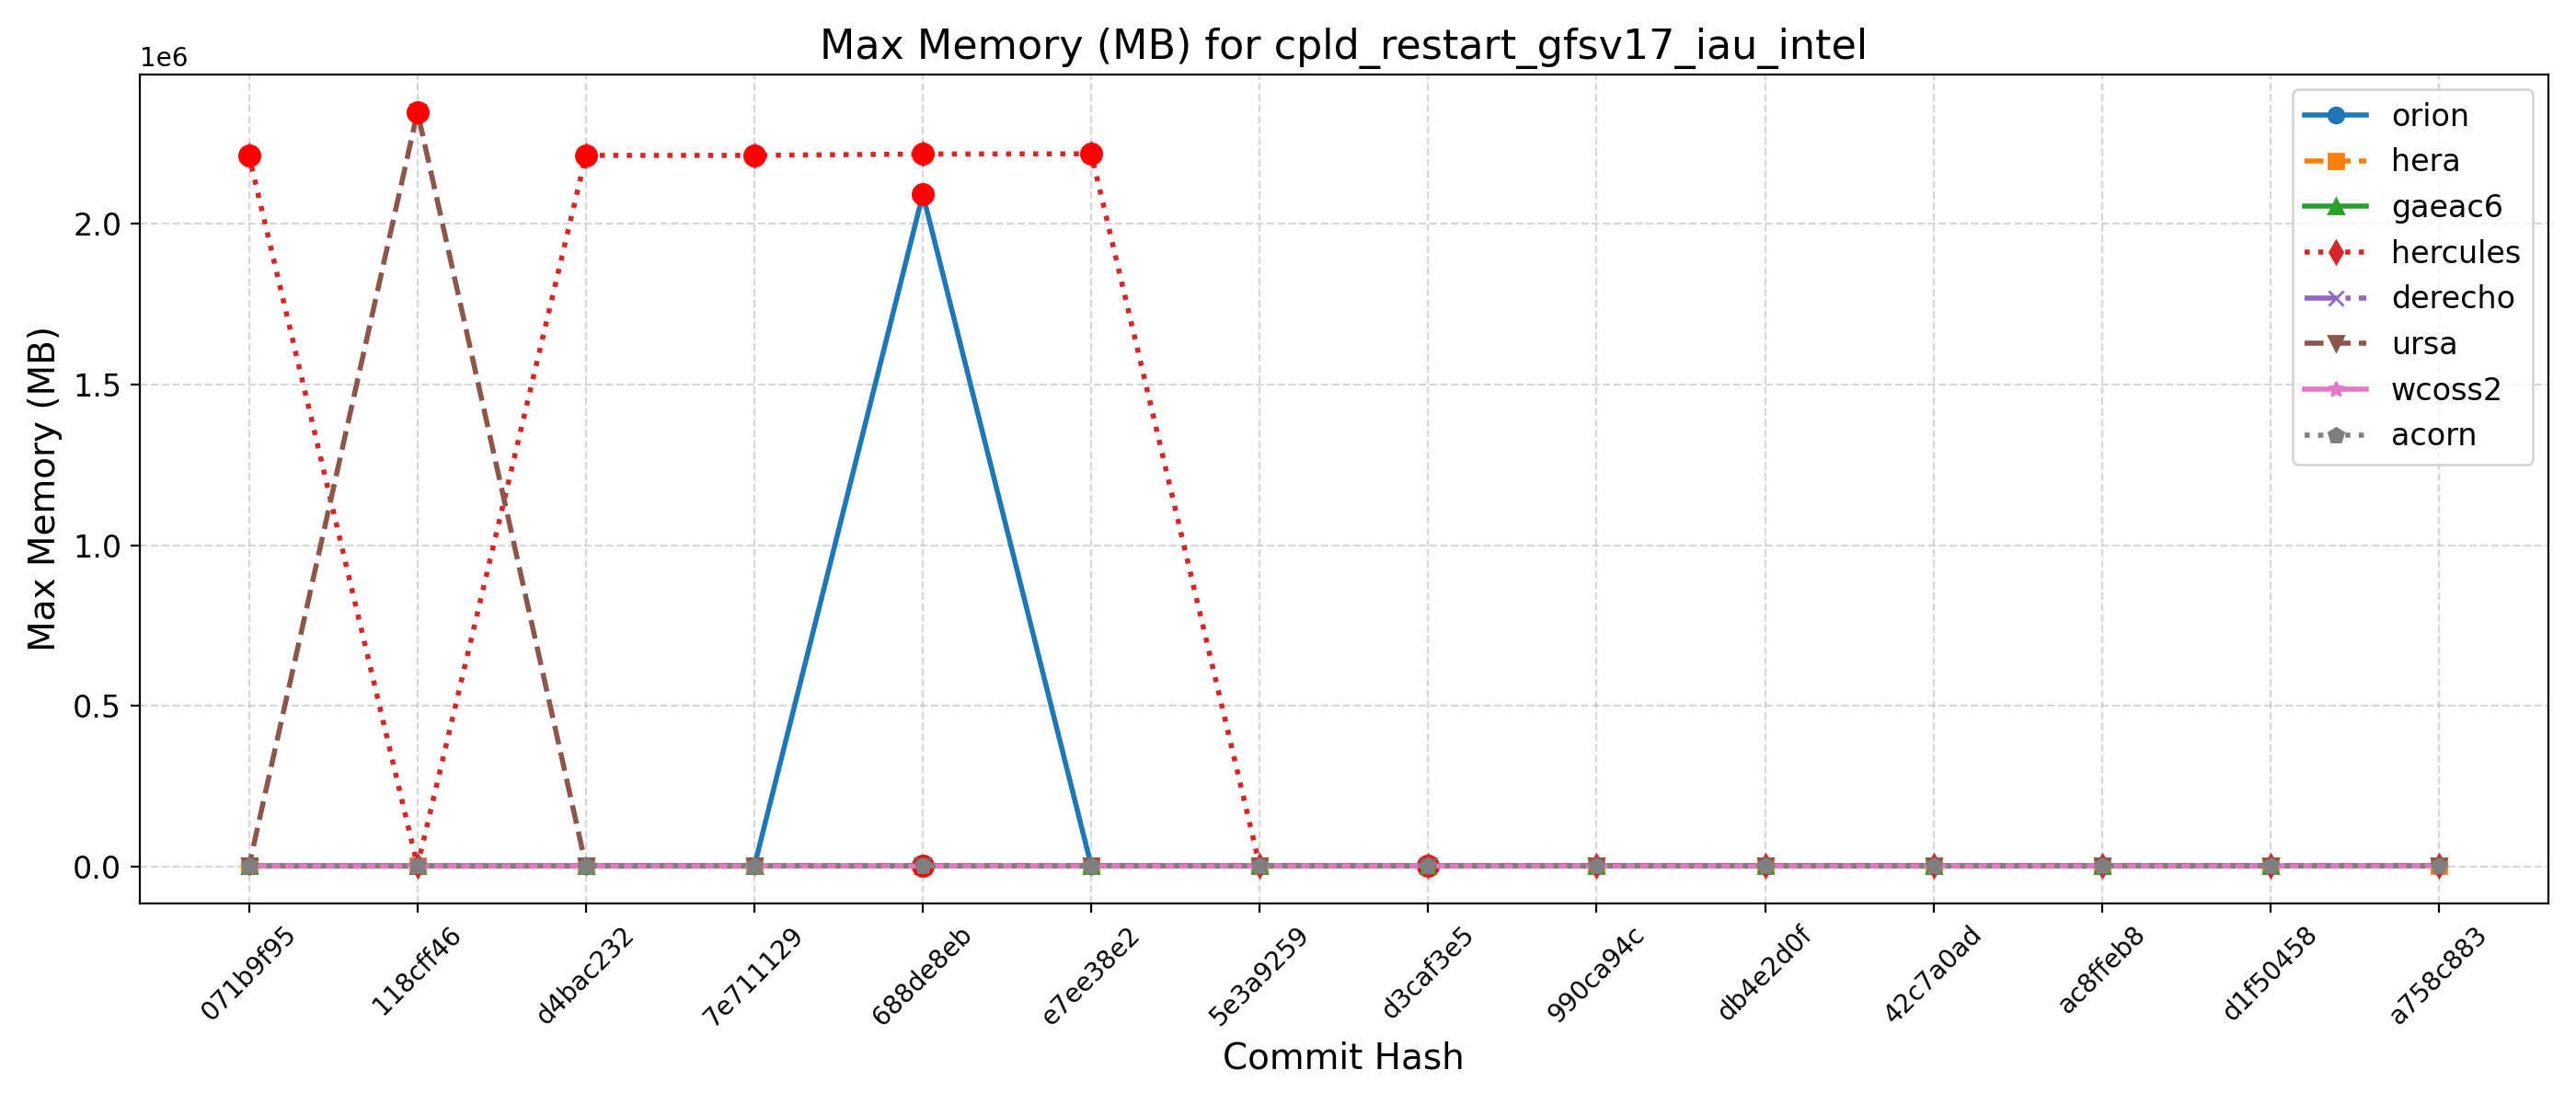 Max Memory (MB) for cpld_restart_gfsv17_iau_intel
1e6
Max Memory (MB)
2.0
1.5
1.0
0.5
0.0
orion
hera
gaeac6
hercules
derecho
ursa
wcoss2
acorn
071b9f95
118cff46
d4bac232
7e711129
688de8eb
e7ee38e2
5e3a9259
d3caf3e5
990ca94c
db4e2d0f
42c7a0ad
ac8ffeb8
d1f50458
a758c883
Commit Hash